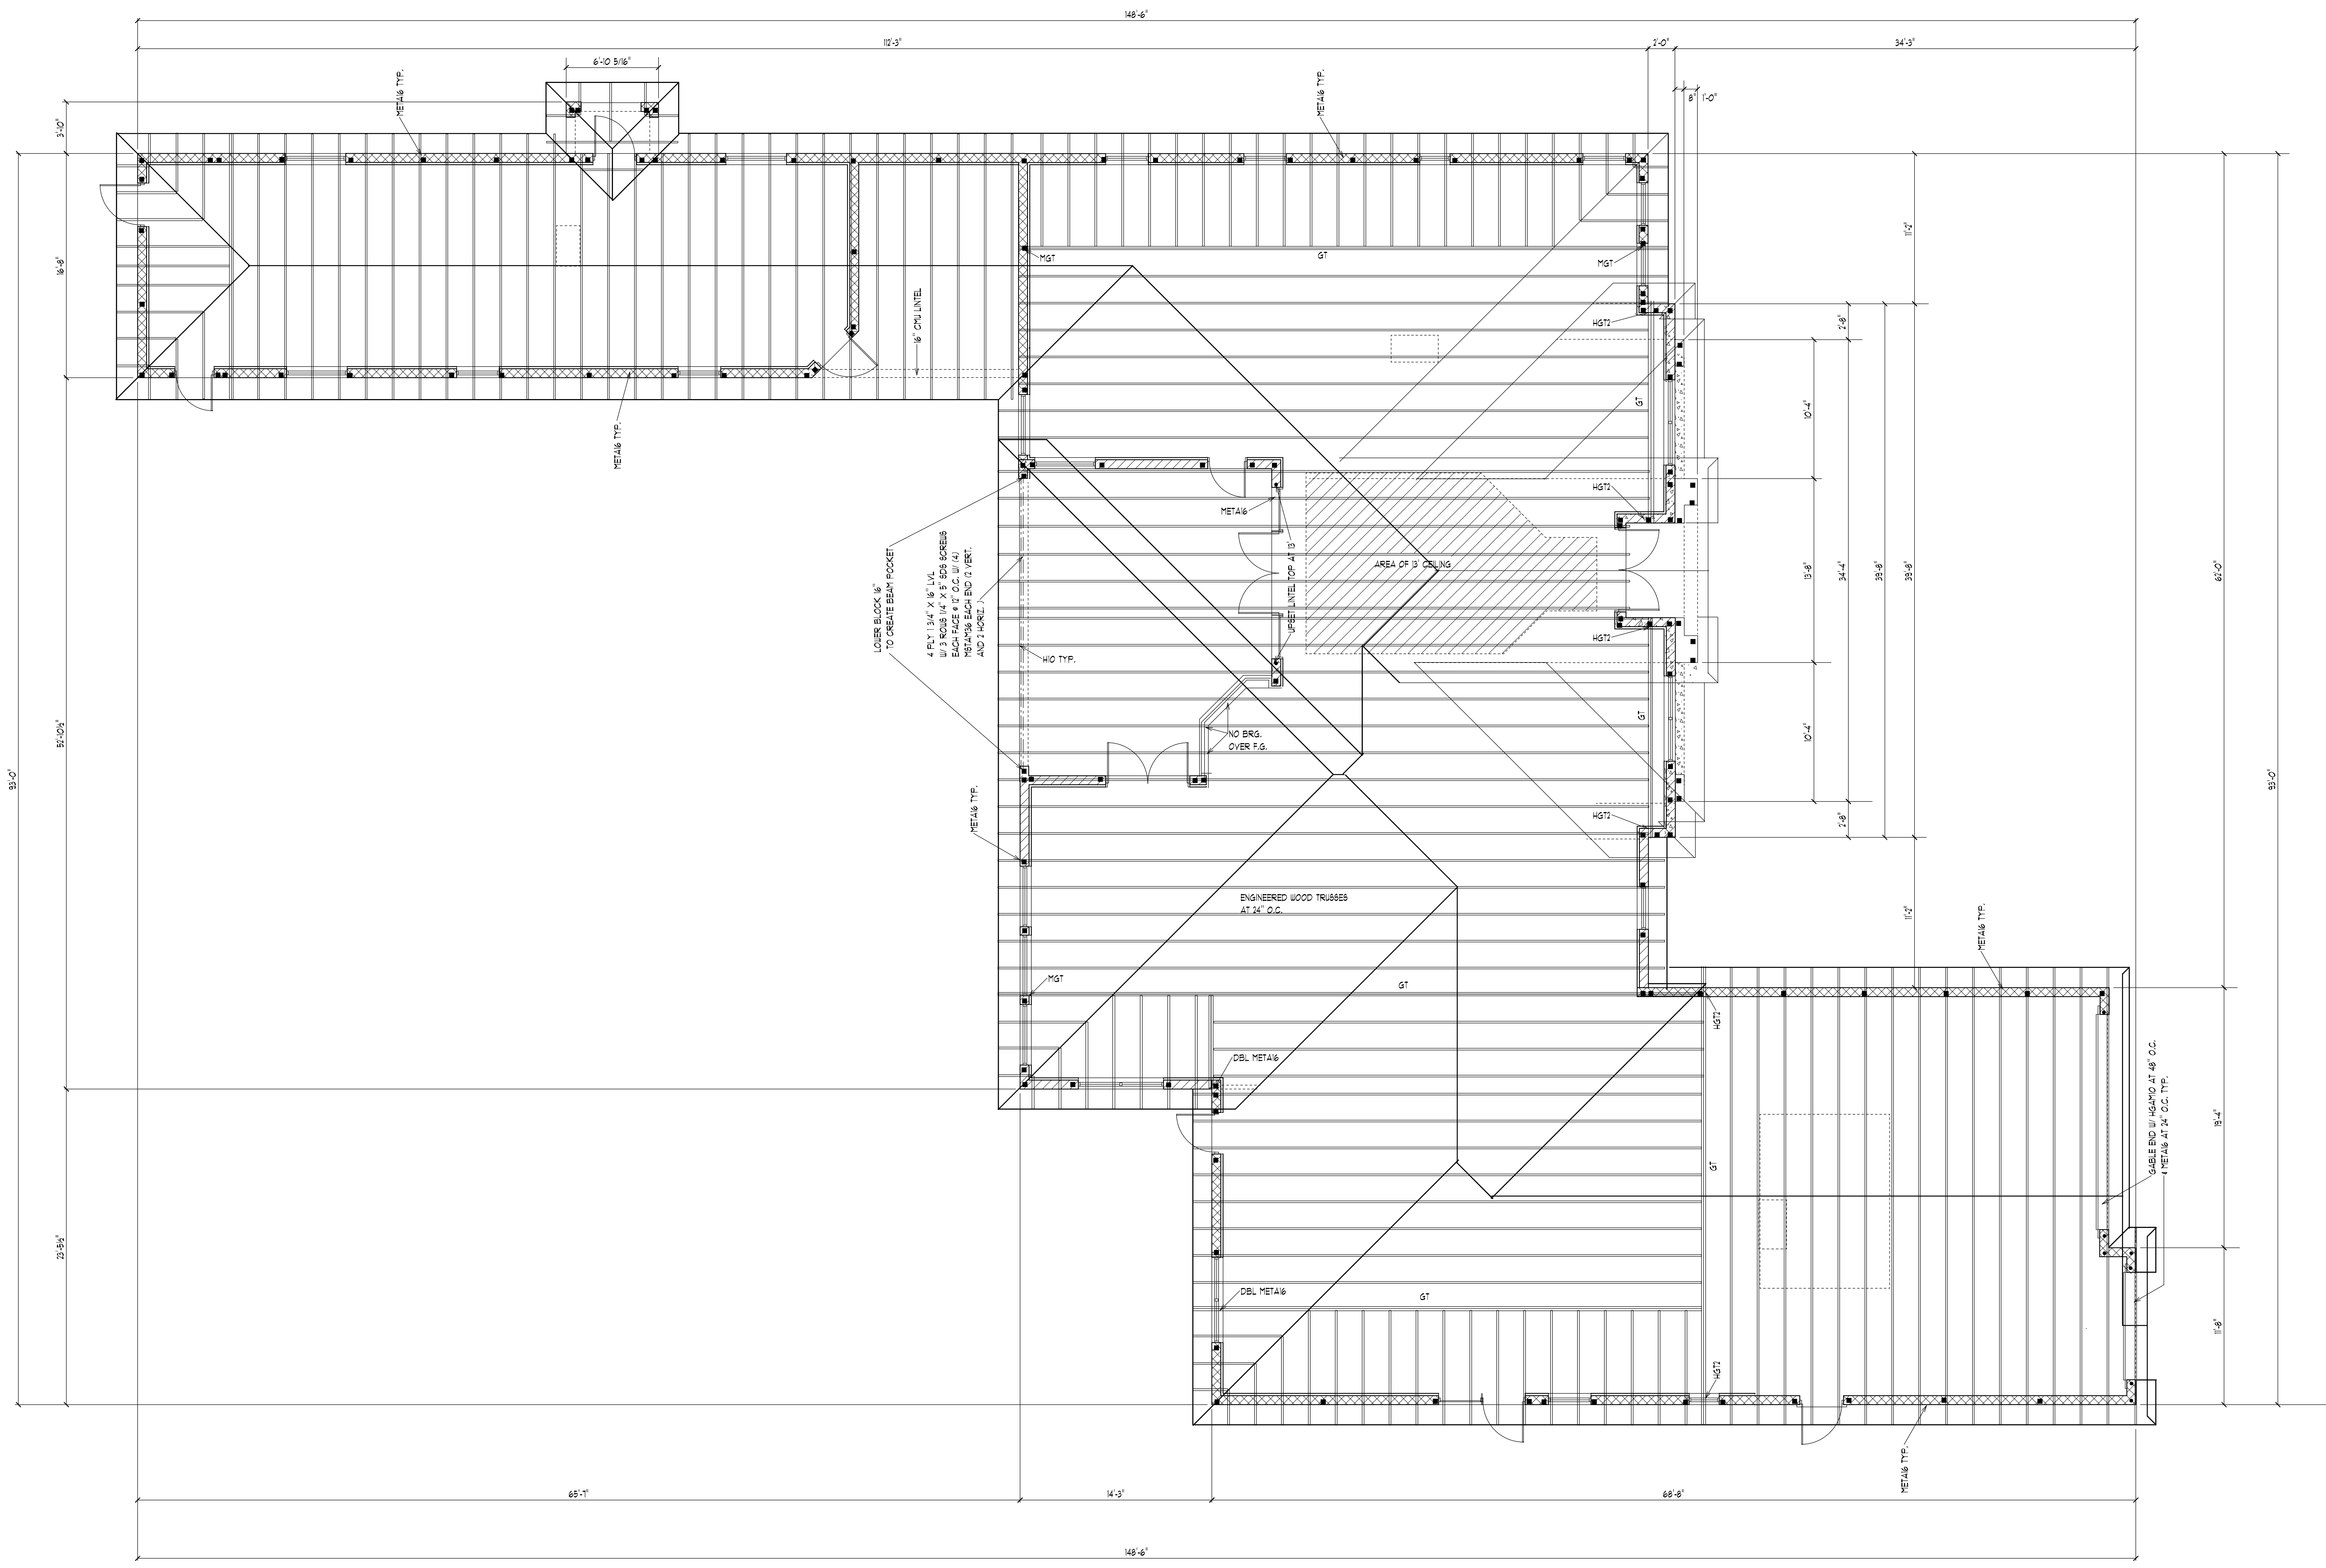 148'-6"
112'-3"
2'-0"
34'-3"
6'-10 5/16"
8"
1'-0"
META16 TYP.
META16 TYP.
3'-10"
16'-8"
11'-2"
MGT
GT
MGT
16" CMU LINTEL
HGT2
2'-8"
META16 TYP.
GT
10'-4"
HGT2
META16
LOWER BLOCK 16"
TO CREATE BEAM POCKET
4 PLY 1 3/4" X 16" LVL
W/ 3 ROWS 1/4" X 5" SDS SCREWS
EACH FACE @ 12" O.C. W/ (4)
MSTAM36 EACH END (2 VERT.
AND 2 HORIZ. )
UPSET LINTEL TOP AT 13'
AREA OF 13' CEILING
13'-8"
34'-4"
39'-8"
39'-8"
62'-0"
HGT2
H10 TYP.
GT
NO BRG.
OVER F.G.
10'-4"
52'-10½"
93'-0"
93'-0"
META16 TYP.
HGT2
2'-8"
ENGINEERED WOOD TRUSSES
AT 24" O.C.
11'-2"
META16 TYP.
MGT
GT
HGT2
DBL META16
GABLE END W/ HGAM10 AT 48" O.C.
& META16 AT 24" O.C. TYP.
19'-4"
GT
23'-5½"
DBL META16
GT
11'-8"
HGT2
META16 TYP.
65'-7"
14'-3"
68'-8"
148'-6"